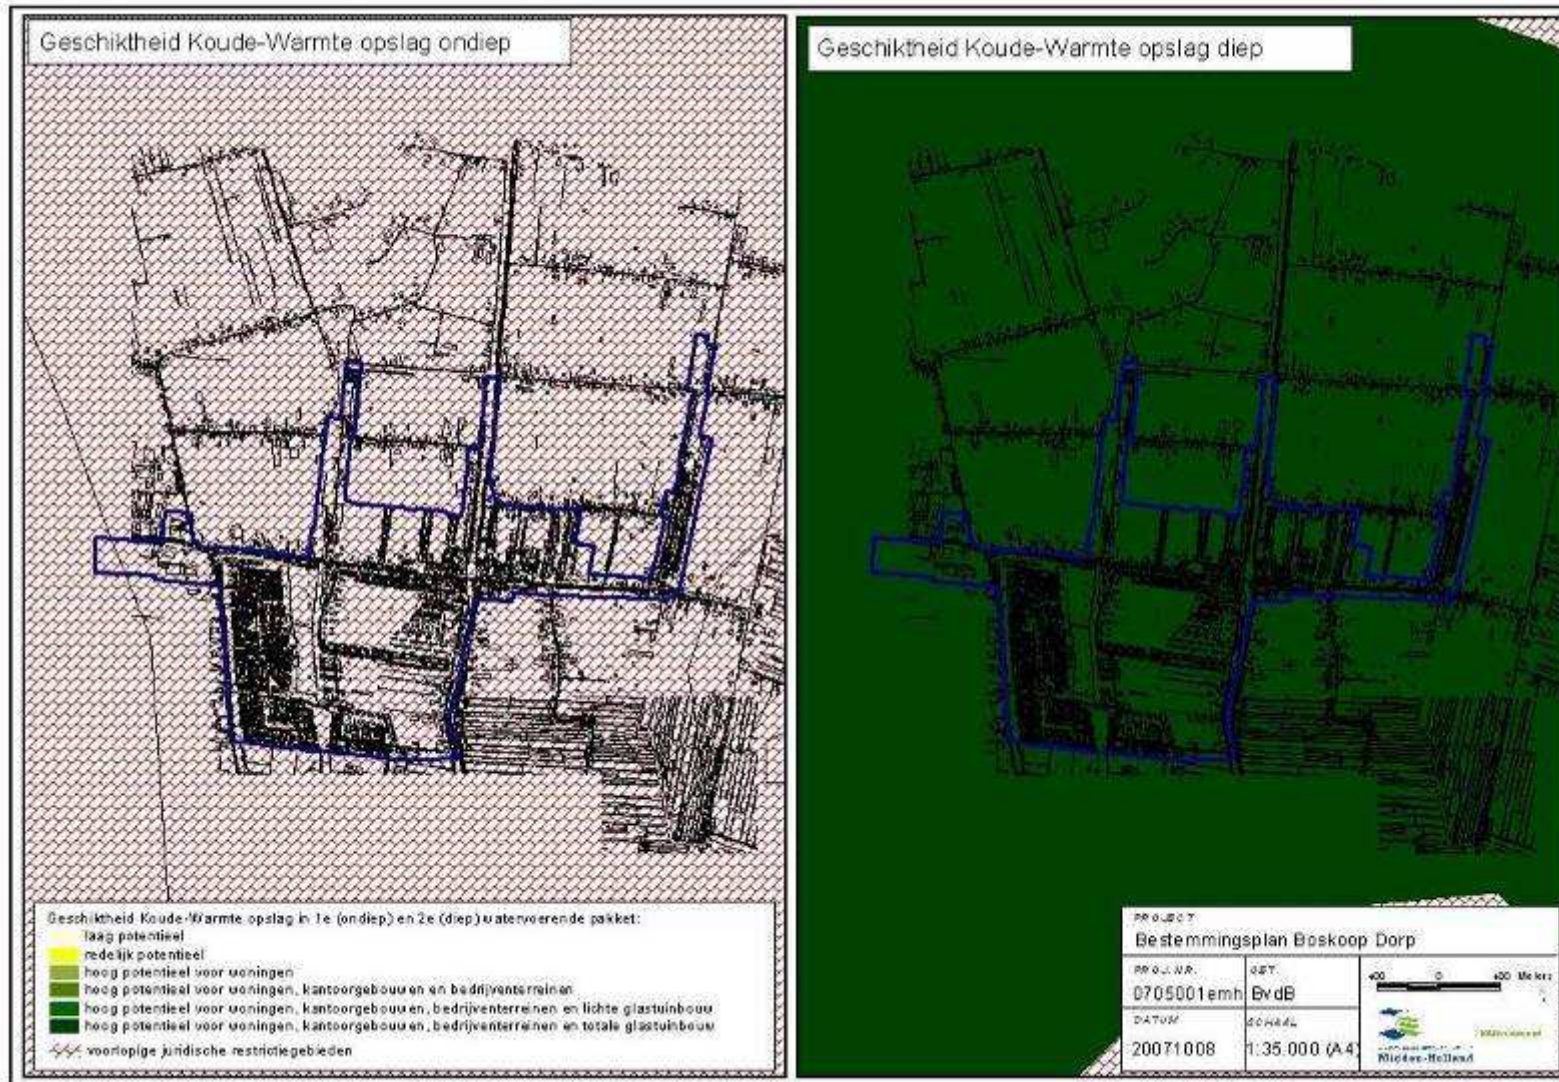 Geschiktheid Koude-Warmte opslag ondiep
Geschiktheid Koude-Warmte opslag diep
Geschiktheid Koude-Warmte opslag in 1e (ondiep) en 2e (diep) watervoerende pakket:
laag potentieel
redelijk potentieel
hoog potentieel voor woningen
hoog potentieel voor woningen, kantoorgebouwen en bedrijventerreinen
hoog potentieel voor woningen, kantoorgebouwen, bedrijventerreinen en lichte glastuinbouw
hoog potentieel voor woningen, kantoorgebouwen, bedrijventerreinen en totale glastuinbouw
voorlopige juridische restrictiegebieden
PROJECT
Bestemmingsplan Boskoop Dorp
PROJ.NR. GET.
0705001emh BvdB
DATUM SCHAAL
20071008 1:35.000 (A4)
400 0 400 Meters
Midden-Holland